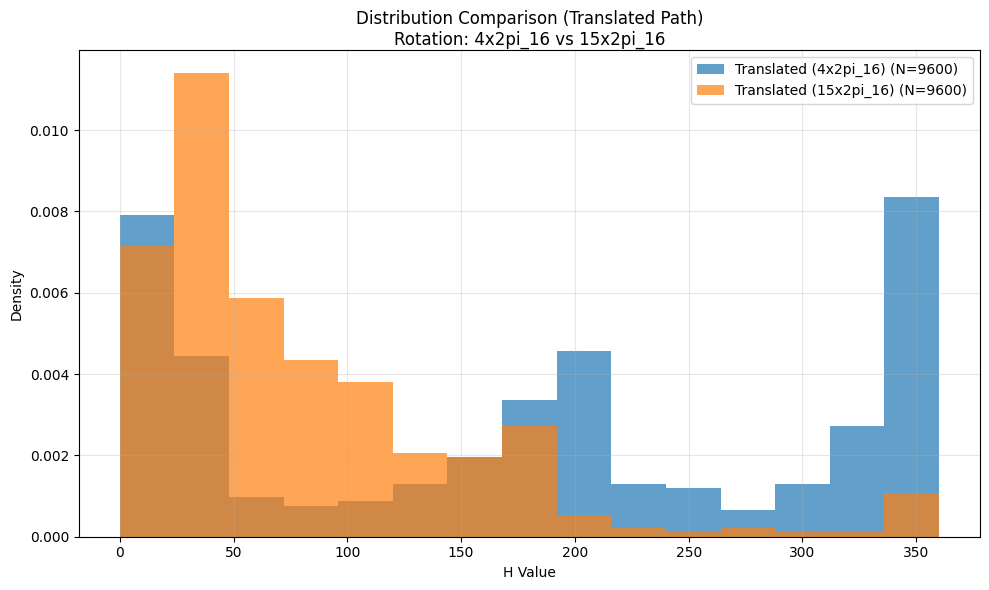 Distribution Comparison (Translated Path)
Rotation: 4x2pi_16 vs 15x2pi_16
Translated (4x2pi_16) (N=9600)
Translated (15x2pi_16) (N=9600)
Density
0.010
0.008
0.006
0.004
0.002
0.000
0 50 100 150 200 250 300 350
H Value